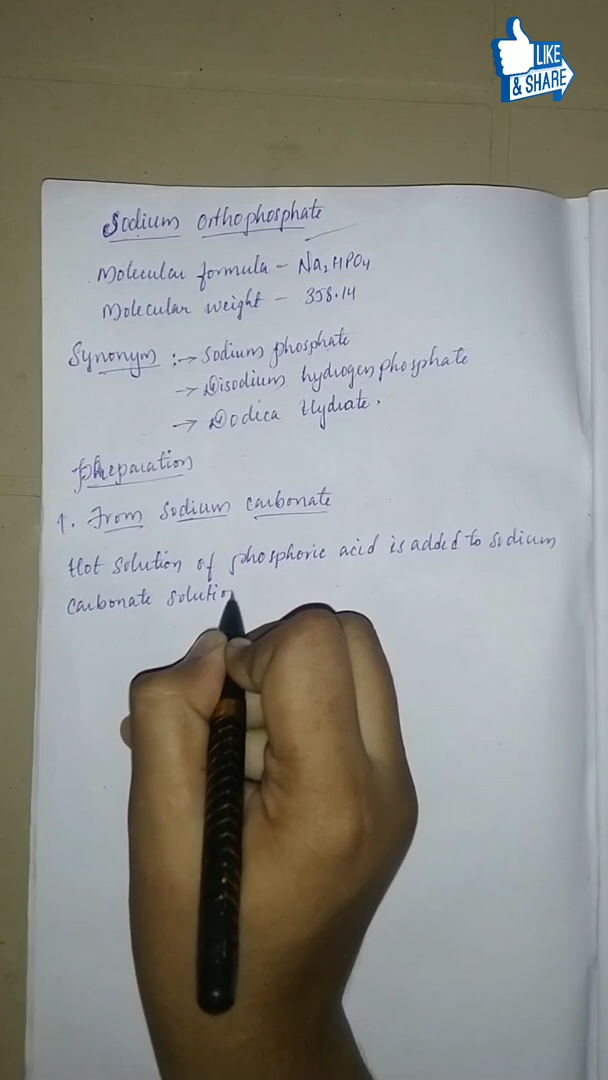 LIKE
& SHARE
Sodium Orthophosphate
Molecular formula - Na2HPO4
Molecular weight - 358.14
Synonym :-> Sodium phosphate
-> Disodium hydrogen phosphate
-> Dodica Hydrate.
Preparation
1. From Sodium carbonate
Hot solution of phosphoric acid is added to sodium
carbonate solutio